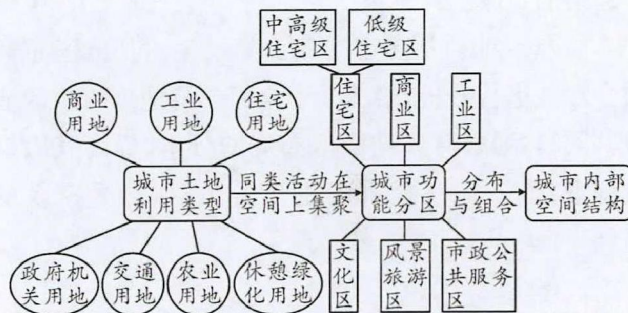 中高级
住宅区
低级
住宅区
商业
用地
工业
用地
住宅
用地
住宅区
商业区
工业区
城市土地
利用类型
同类活动在
空间上集聚
城市功
能分区
分布
与组合
城市内部
空间结构
政府机
关用地
交通
用地
农业
用地
休憩绿
化用地
文化区
风景
旅游
区
市政公
共服务
区